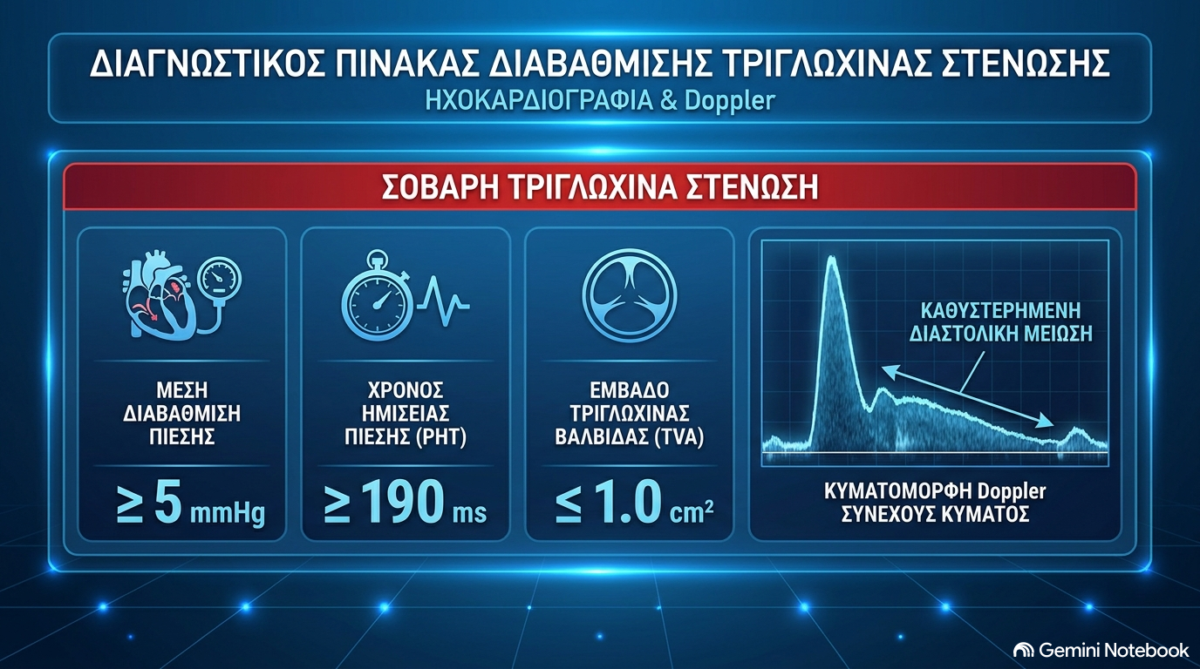 ΔΙΑΓΝΩΣΤΙΚΟΣ ΠΙΝΑΚΑΣ ΔΙΑΒΑΘΜΙΣΗΣ ΤΡΙΓΛΩΧΙΝΑΣ ΣΤΕΝΩΣΗΣ
ΗΧΟΚΑΡΔΙΟΓΡΑΦΙΑ & Doppler
ΣΟΒΑΡΗ ΤΡΙΓΛΩΧΙΝΑ ΣΤΕΝΩΣΗ
ΜΕΣΗ
ΔΙΑΒΑΘΜΙΣΗ
ΠΙΕΣΗΣ
≥ 5 mmHg
ΧΡΟΝΟΣ
ΗΜΙΣΕΙΑΣ
ΠΙΕΣΗΣ (PHT)
≥ 190 ms
ΕΜΒΑΔΟ
ΤΡΙΓΛΩΧΙΝΑΣ
ΒΑΛΒΙΔΑΣ (TVA)
≤ 1.0 cm²
ΚΑΘΥΣΤΕΡΗΜΕΝΗ
ΔΙΑΣΤΟΛΙΚΗ ΜΕΙΩΣΗ
ΚΥΜΑΤΟΜΟΡΦΗ Doppler
ΣΥΝΕΧΟΥΣ ΚΥΜΑΤΟΣ
Gemini Notebook